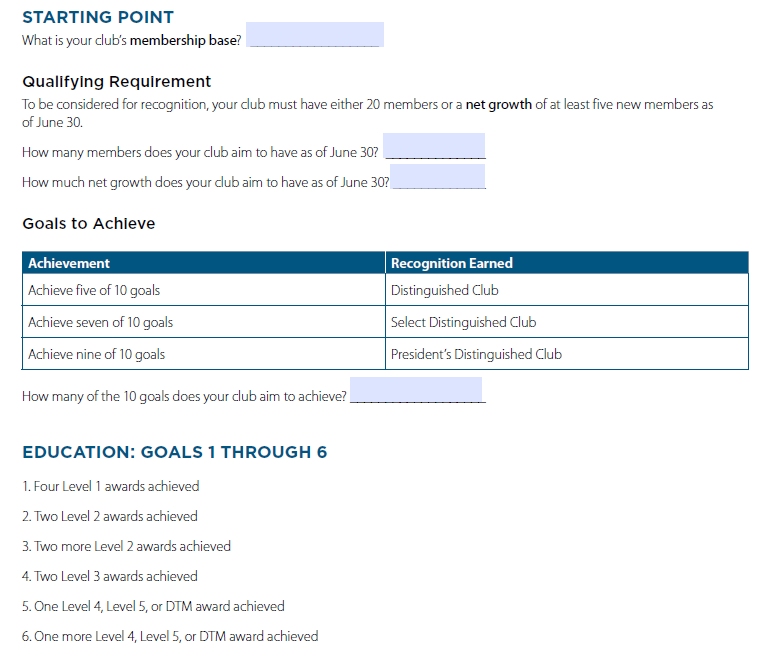 STARTING POINT
What is your club's membership base?
Qualifying Requirement
To be considered for recognition, your club must have either 20 members or a net growth of at least five new members as
of June 30.
How many members does your club aim to have as of June 30?
How much net growth does your club aim to have as of June 30?
Goals to Achieve
Achievement Recognition Earned
Achieve five of 10 goals Distinguished Club
Achieve seven of 10 goals Select Distinguished Club
Achieve nine of 10 goals President's Distinguished Club
How many of the 10 goals does your club aim to achieve?
EDUCATION: GOALS 1 THROUGH 6
1. Four Level 1 awards achieved
2. Two Level 2 awards achieved
3. Two more Level 2 awards achieved
4. Two Level 3 awards achieved
5. One Level 4, Level 5, or DTM award achieved
6. One more Level 4, Level 5, or DTM award achieved